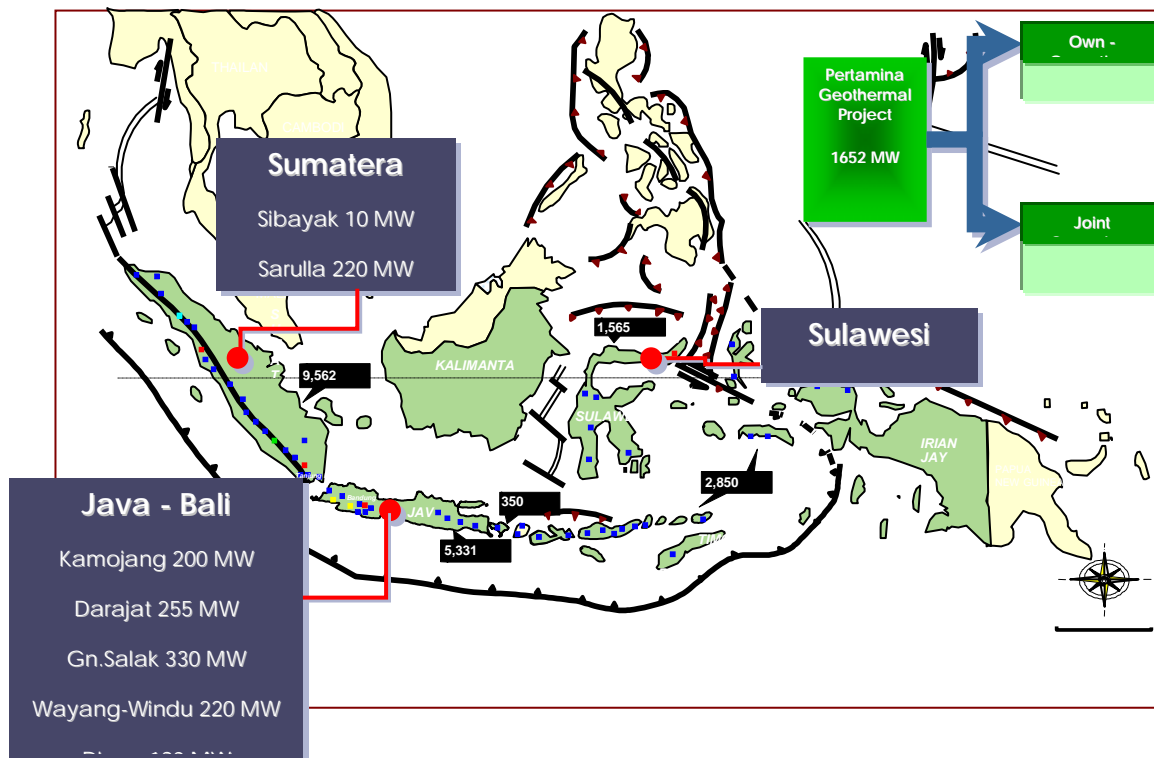 Own -
Pertamina
Geothermal
Project
1652 MW
Joint
Sumatera
Sibayak 10 MW
Sarulla 220 MW
Sulawesi
1,565
9,562
KALIMANTA
SULAW
IRIAN
JAY
2,850
350
JAV
5,331
TIM
Bandung
Java - Bali
Kamojang 200 MW
Darajat 255 MW
Gn.Salak 330 MW
Wayang-Windu 220 MW